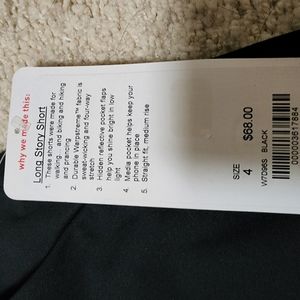 why we made this:
Long Story Short
1. These shorts were made for
walking... and biking and hiking
and prancing
2. Durable Warpstreme™ fabric is
sweat-wicking and four-way
stretch
3. Hidden reflective pocket flaps
help you shine bright in low
light
4. Media pocket helps keep your
phone in place
5. Straight fit, medium rise
SIZE
4
$68.00
W7D96S BLACK